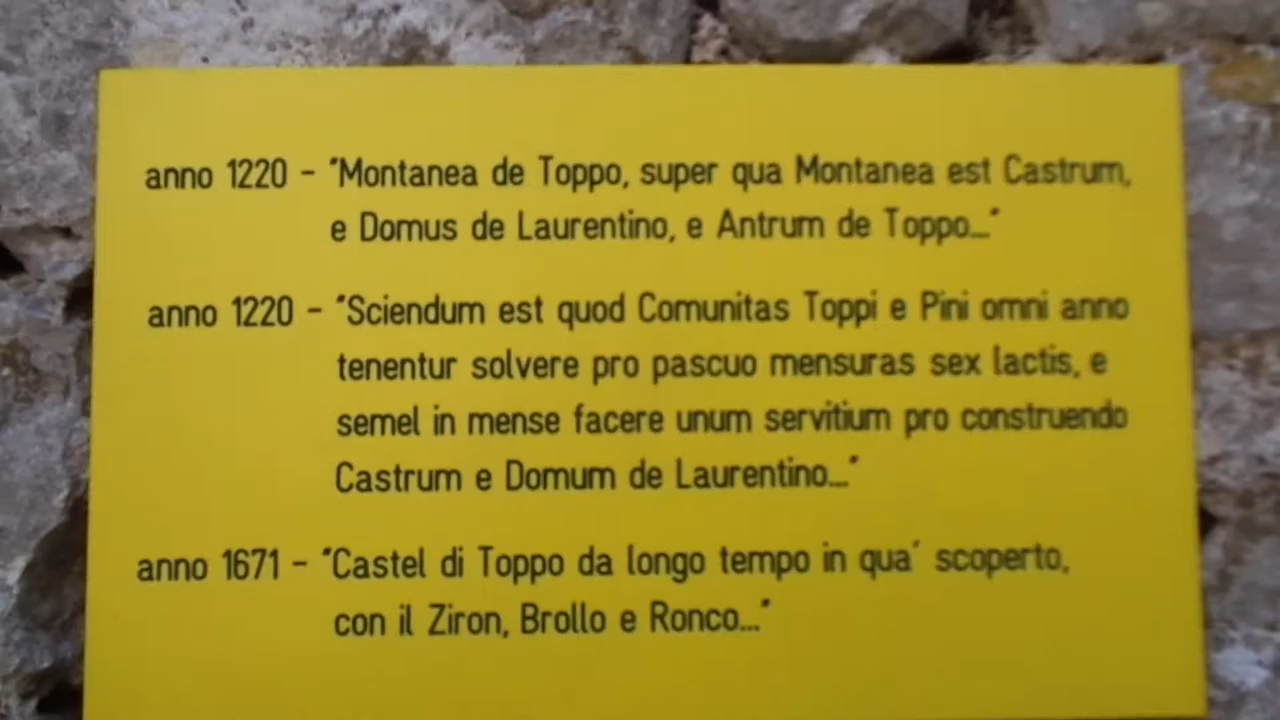 anno 1220 - "Montanea de Toppo, super qua Montanea est Castrum,
e Domus de Laurentino, e Antrum de Toppo..."
anno 1220 - "Sciendum est quod Comunitas Toppi e Pini omni anno
tenentur solvere pro pascuo mensuras sex lactis, e
semel in mense facere unum servitium pro construendo
Castrum e Domum de Laurentino..."
anno 1671 - "Castel di Toppo da longo tempo in qua' scoperto,
con il Ziron, Brollo e Ronco..."